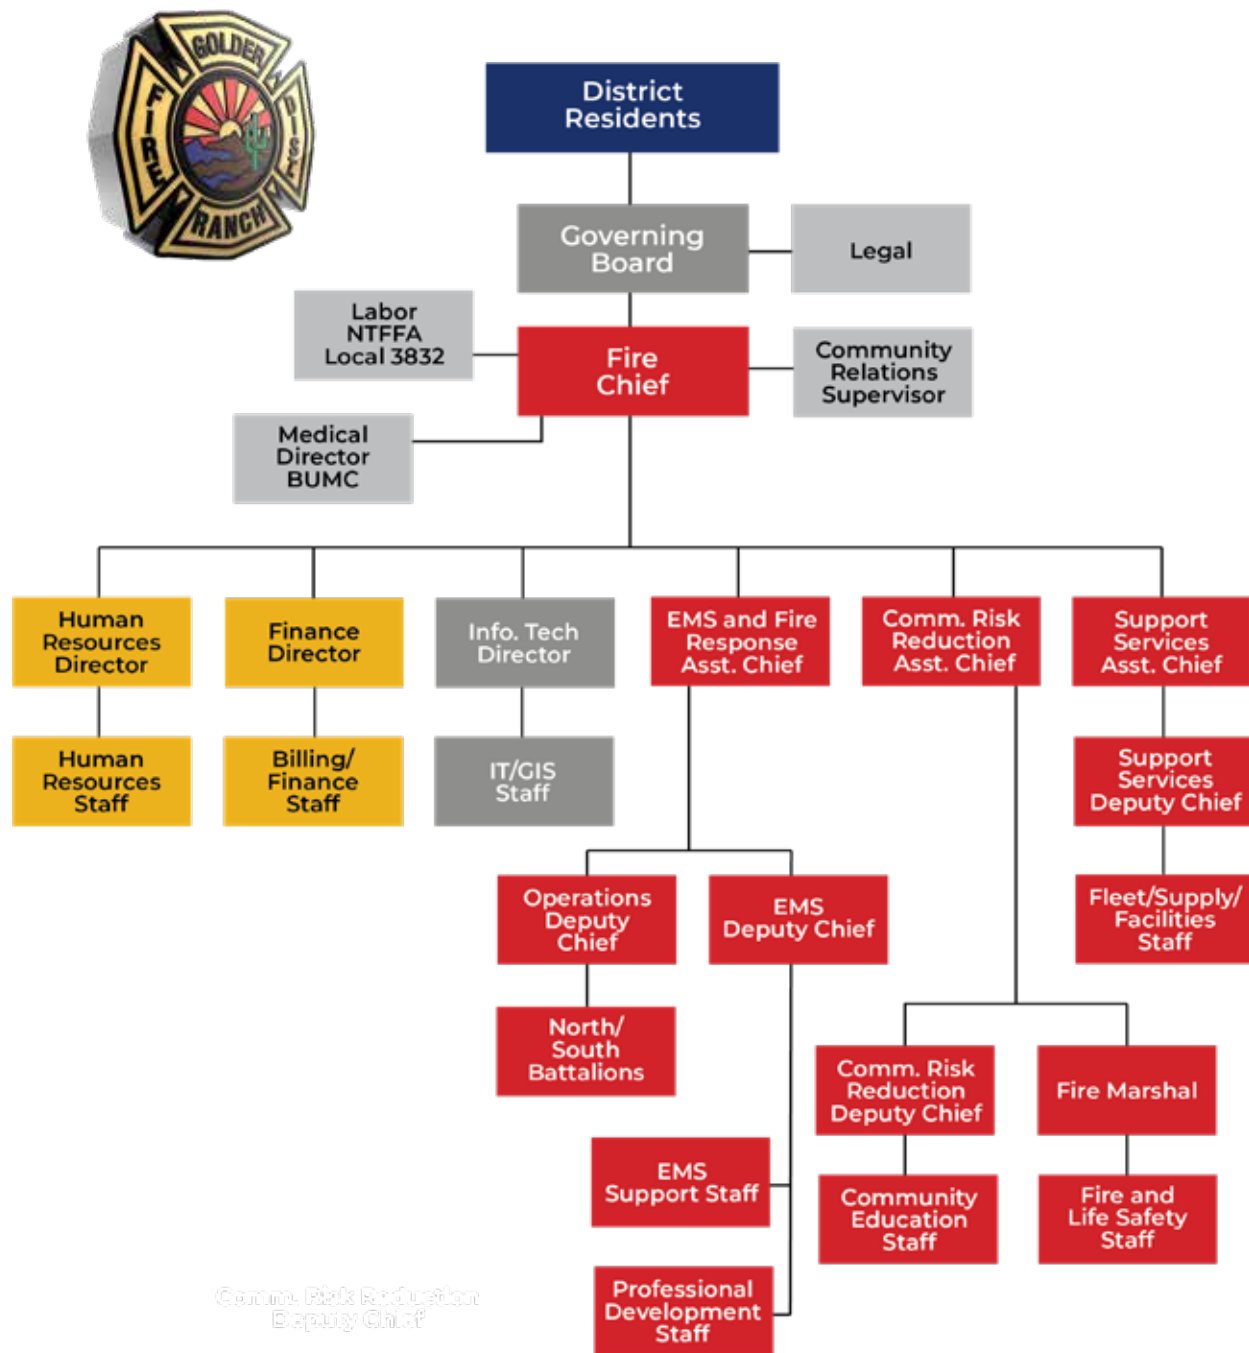 GOLDER
FIRE
DIST
RANCH
District
Residents
Governing
Board
Legal
Labor
NTFFA
Local 3832
Fire
Chief
Community
Relations
Supervisor
Medical
Director
BUMC
Human
Resources
Director
Finance
Director
Info. Tech
Director
EMS and Fire
Response
Asst. Chief
Comm. Risk
Reduction
Asst. Chief
Support
Services
Asst. Chief
Human
Resources
Staff
Billing/
Finance
Staff
IT/GIS
Staff
Support
Services
Deputy Chief
Operations
Deputy
Chief
EMS
Deputy Chief
Fleet/Supply/
Facilities
Staff
North/
South
Battalions
Comm. Risk
Reduction
Deputy Chief
Fire Marshal
EMS
Support Staff
Community
Education
Staff
Fire and
Life Safety
Staff
Professional
Development
Staff
Comm. Risk Reduction
Deputy Chief